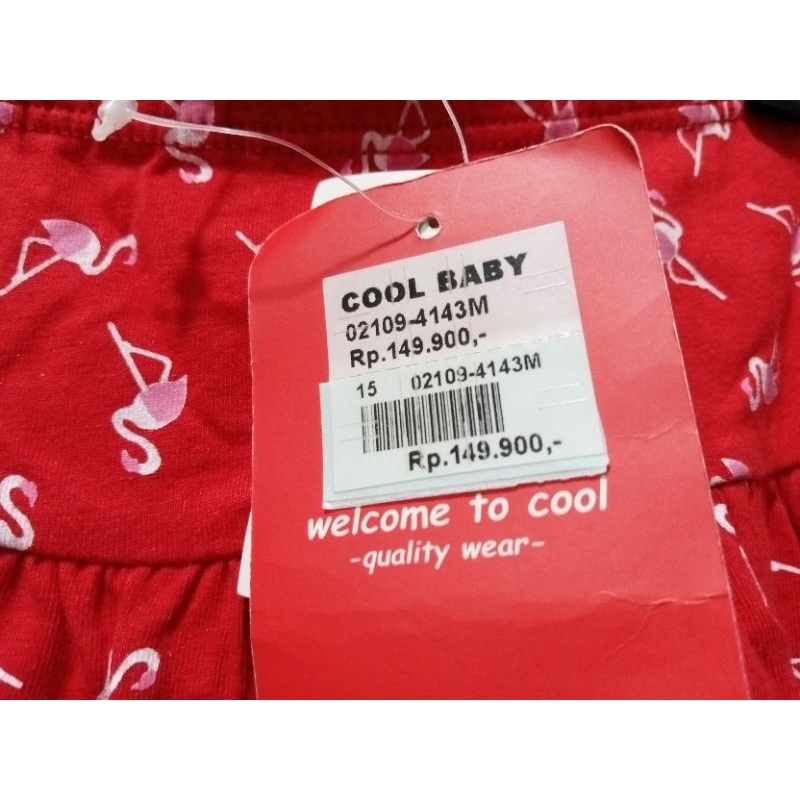 COOL BABY
02109-4143M
Rp.149.900,-
15 02109-4143M
Rp.149.900,-
welcome to cool
-quality wear-